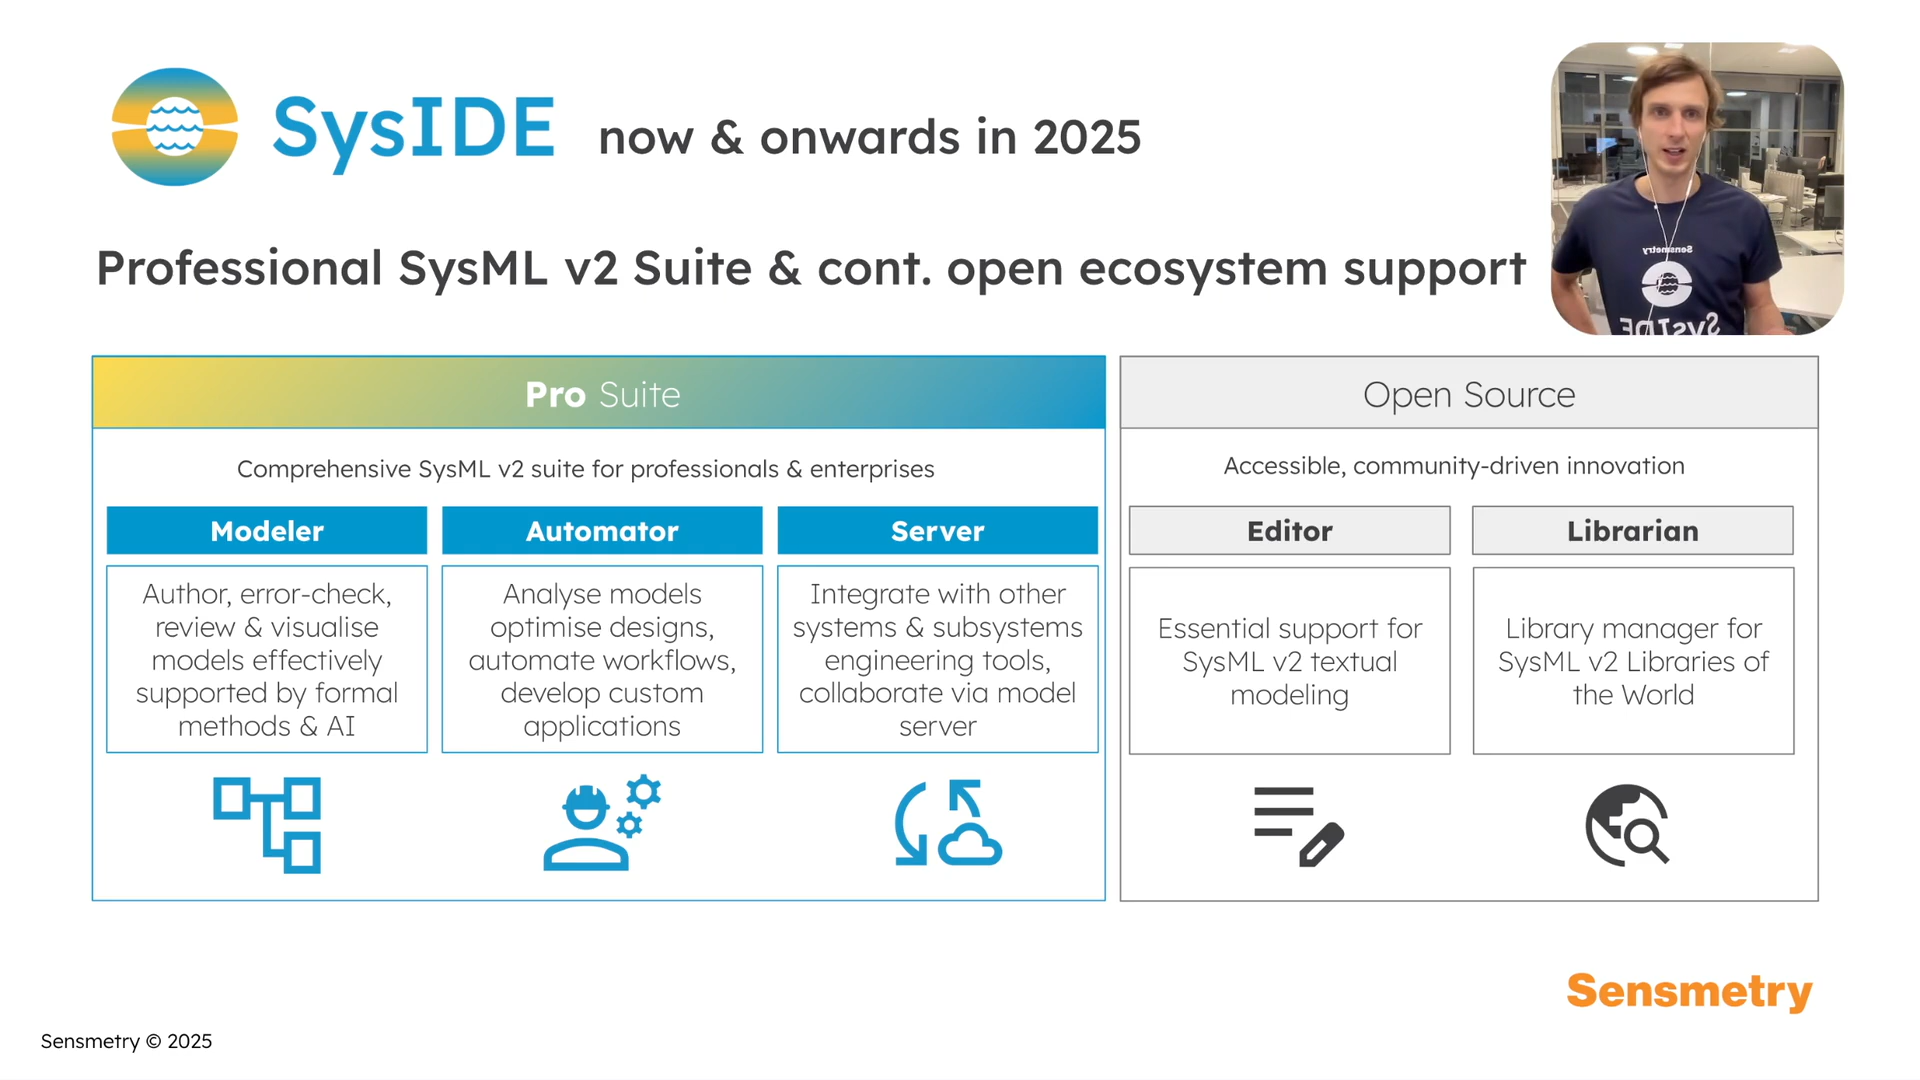 SysIDE now & onwards in 2025
Sensmetry
SysIDE
Professional SysML v2 Suite & cont. open ecosystem support
Pro Suite
Comprehensive SysML v2 suite for professionals & enterprises
Modeler
Author, error-check,
review & visualise
models effectively
supported by formal
methods & AI
Automator
Analyse models
optimise designs,
automate workflows,
develop custom
applications
Server
Integrate with other
systems & subsystems
engineering tools,
collaborate via model
server
Open Source
Accessible, community-driven innovation
Editor
Essential support for
SysML v2 textual
modeling
Librarian
Library manager for
SysML v2 Libraries of
the World
Sensmetry
Sensmetry © 2025